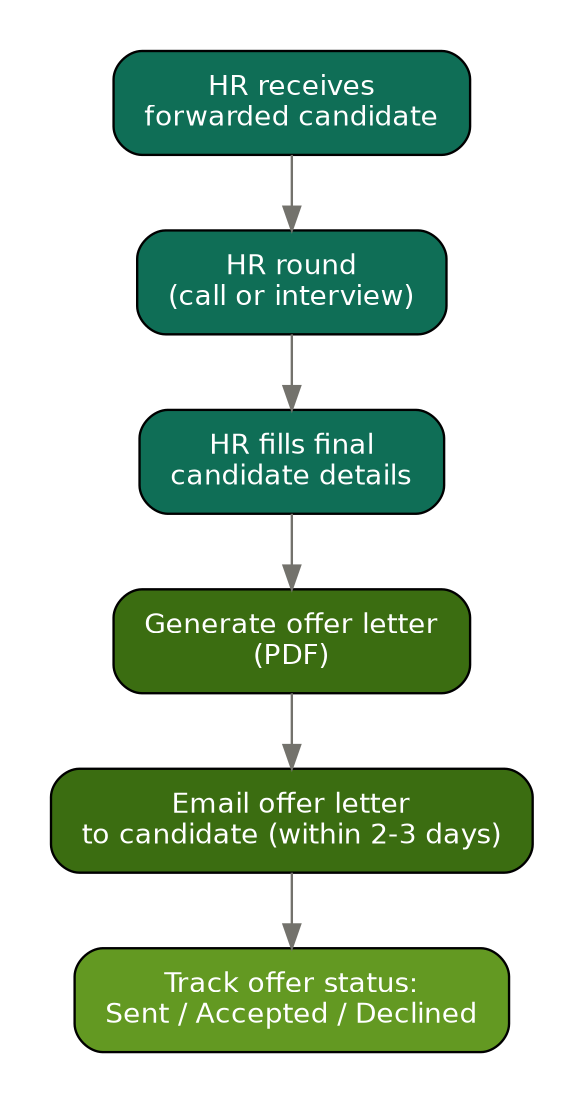 HR receives
forwarded candidate
HR round
(call or interview)
HR fills final
candidate details
Generate offer letter
(PDF)
Email offer letter
to candidate (within 2-3 days)
Track offer status:
Sent / Accepted / Declined